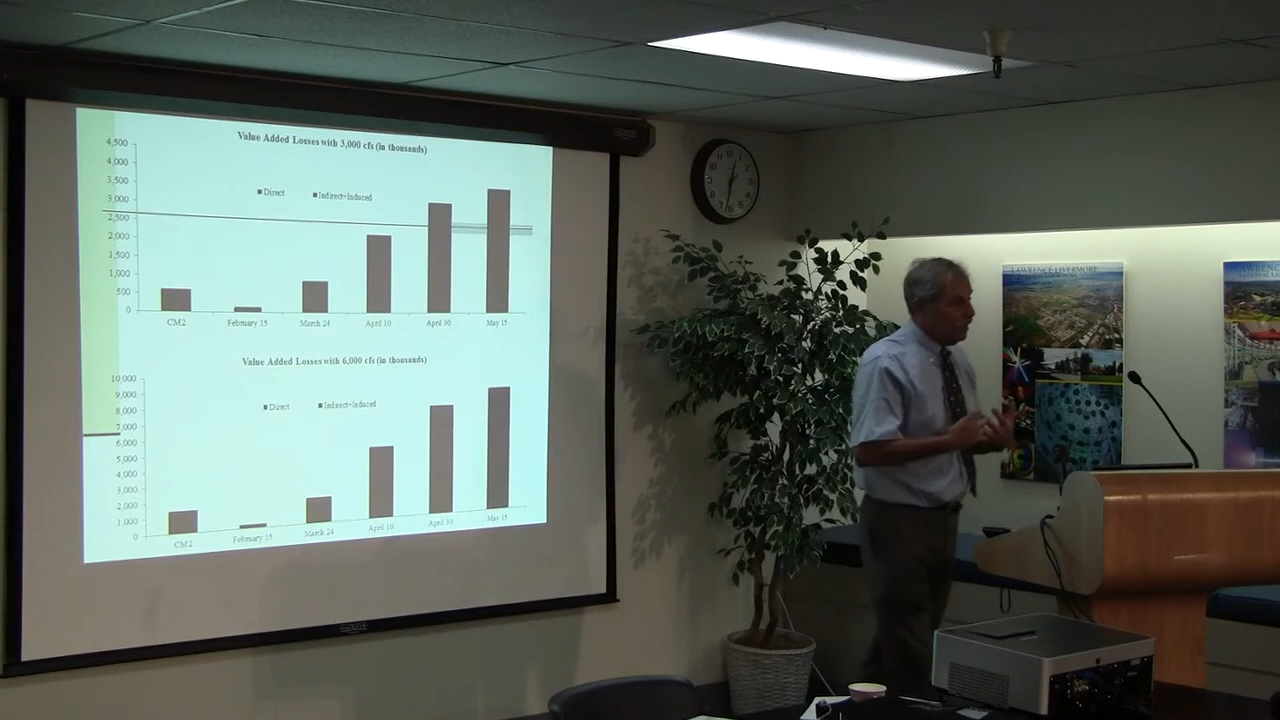 Value Added Losses with 3,000 cfs (in thousands)
4,500
4,000
3,500
3,000
2,500
2,000
1,500
1,000
500
0
Direct
Indirect+Induced
CM2
February 15
March 24
April 10
April 30
May 15
Value Added Losses with 6,000 cfs (in thousands)
10,000
9,000
8,000
7,000
6,000
5,000
4,000
3,000
2,000
1,000
0
Direct
Indirect+Induced
CM2
February 15
March 24
April 10
April 30
May 15
LAWRENCE LIVERMORE